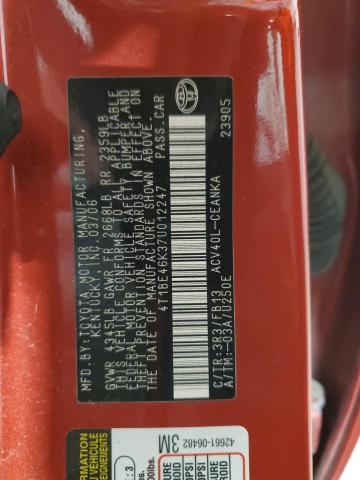 MFD.BY:TOYOTA MOTOR MANUFACTURING,
KENTUCKY,INC. 03/06
GVWR 4345LB GAWR FR 2668LB RR 2359LB
THIS VEHICLE CONFORMS TO ALL APPLICABLE
FEDERAL MOTOR VEHICLE SAFETY,BUMPER,AND
THEFT PREVENTION STANDARDS IN EFFECT ON
THE DATE OF MANUFACTURE SHOWN ABOVE.
4T1BE46K37U012247 PASS.CAR
ACV40L-CEANKA
C/TR:3R3/FB13
A/TM:-03A/U250E 23905
42661-06482
3M